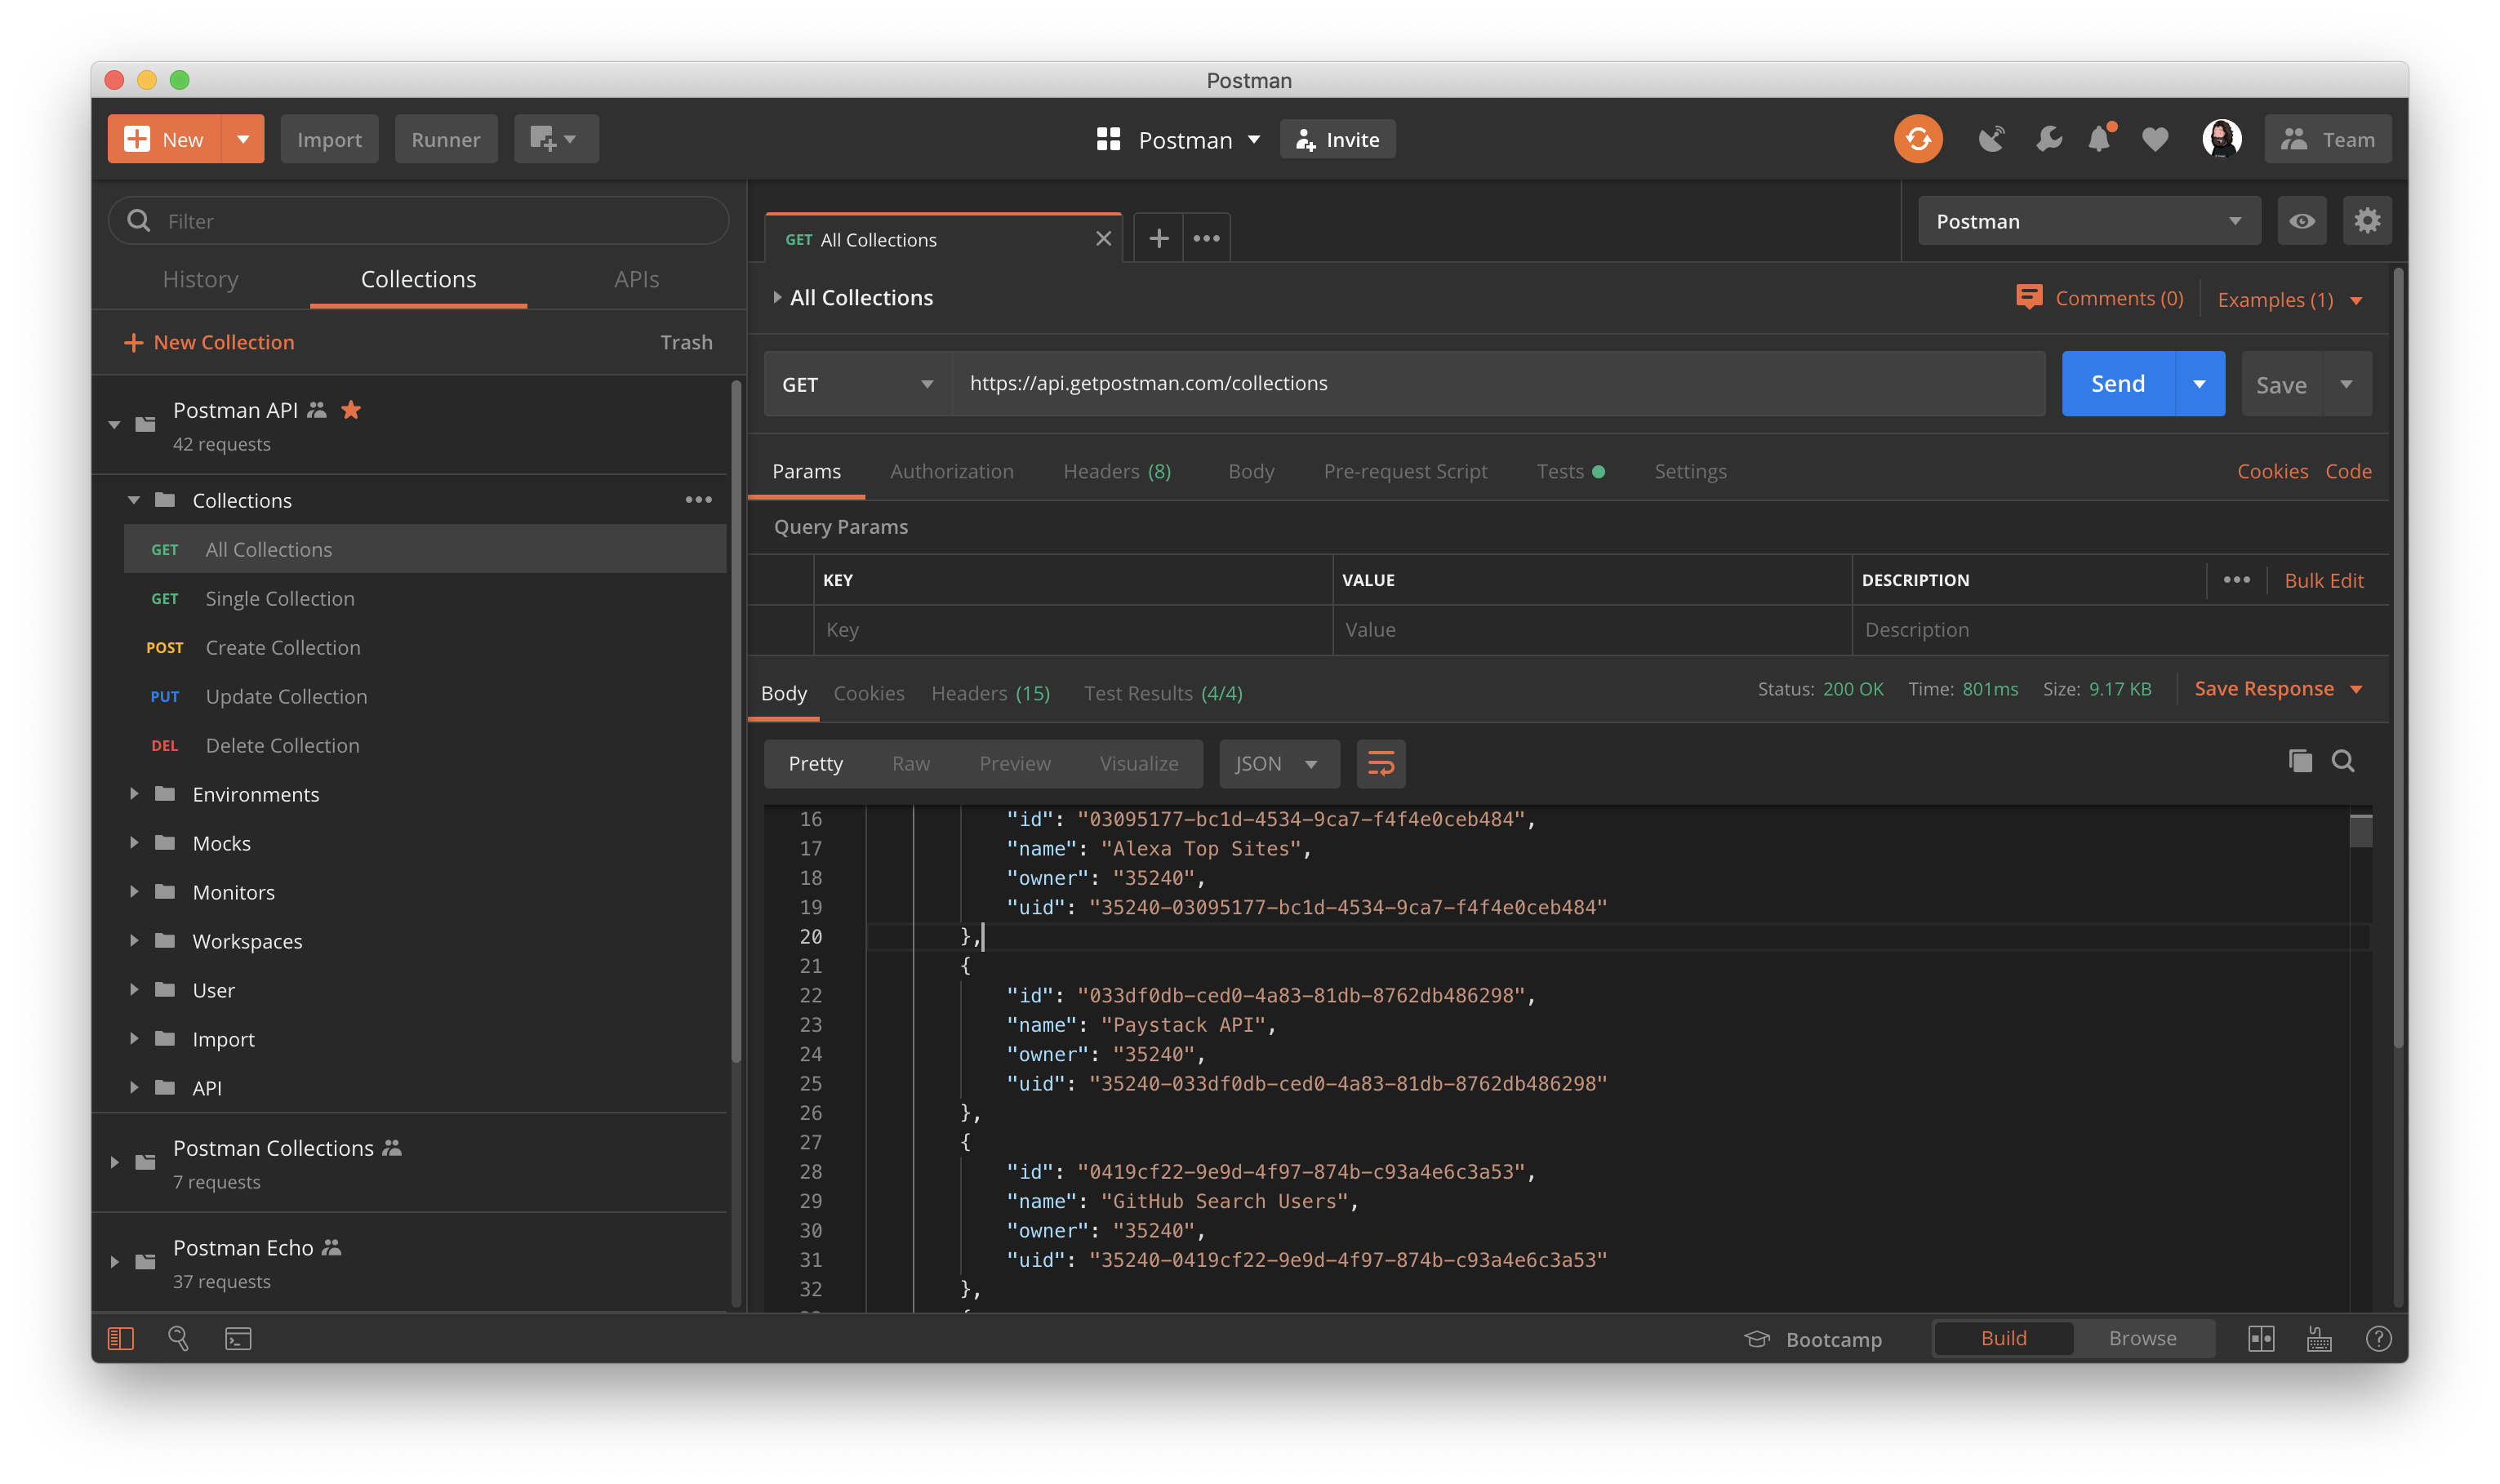 Postman
New
Import
Runner
Postman
Invite
Team
Filter
History
Collections
APIs
New Collection
Trash
Postman API
42 requests
Collections
GET All Collections
GET Single Collection
POST Create Collection
PUT Update Collection
DEL Delete Collection
Environments
Mocks
Monitors
Workspaces
User
Import
API
Postman Collections
7 requests
Postman Echo
37 requests
GET All Collections
Postman
All Collections
Comments (0)
Examples (1)
GET
https://api.getpostman.com/collections
Send
Save
Params
Authorization
Headers (8)
Body
Pre-request Script
Tests
Settings
Cookies
Code
Query Params
KEY
VALUE
DESCRIPTION
Bulk Edit
Key
Value
Description
Body
Cookies
Headers (15)
Test Results (4/4)
Status: 200 OK
Time: 801ms
Size: 9.17 KB
Save Response
Pretty
Raw
Preview
Visualize
JSON
16 "id": "03095177-bc1d-4534-9ca7-f4f4e0ceb484",
17 "name": "Alexa Top Sites",
18 "owner": "35240",
19 "uid": "35240-03095177-bc1d-4534-9ca7-f4f4e0ceb484"
20 },
21 {
22 "id": "033df0db-ced0-4a83-81db-8762db486298",
23 "name": "Paystack API",
24 "owner": "35240",
25 "uid": "35240-033df0db-ced0-4a83-81db-8762db486298"
26 },
27 {
28 "id": "0419cf22-9e9d-4f97-874b-c93a4e6c3a53",
29 "name": "GitHub Search Users",
30 "owner": "35240",
31 "uid": "35240-0419cf22-9e9d-4f97-874b-c93a4e6c3a53"
32 },
Bootcamp
Build
Browse